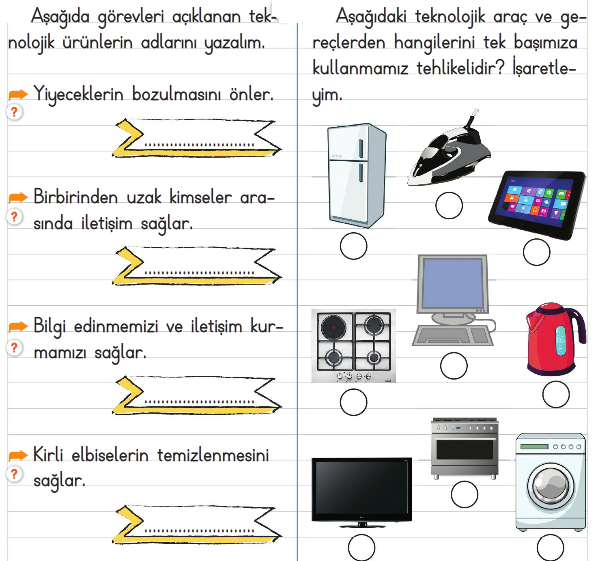 Aşağıda görevleri açıklanan tek-
nolojik ürünlerin adlarını yazalım.
Yiyeceklerin bozulmasını önler.
?
Birbirinden uzak kimseler ara-
sında iletişim sağlar.
?
Bilgi edinmemizi ve iletişim kur-
mamızı sağlar.
?
Kirli elbiselerin temizlenmesini
sağlar.
?
Aşağıdaki teknolojik araç ve ge-
reçlerden hangilerini tek başımıza
kullanmamız tehlikelidir? İşaretle-
yim.